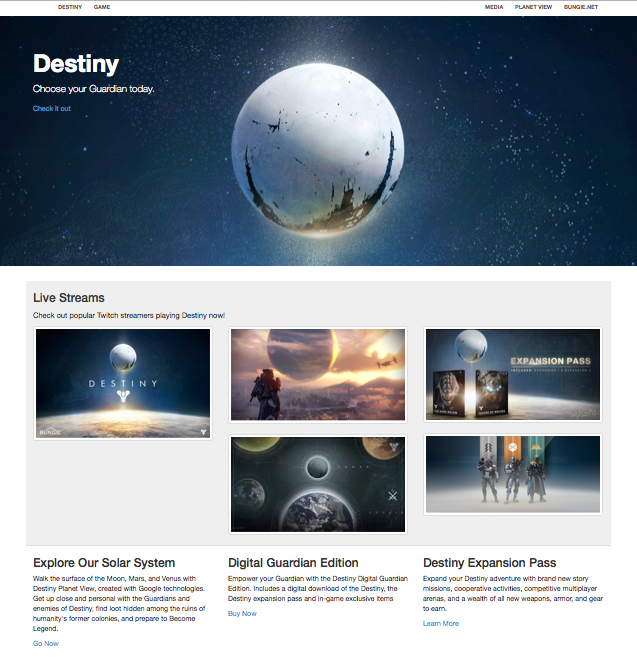 DESTINY GAME MEDIA PLANET VIEW BUNGIE.NET
Destiny
Choose your Guardian today.
Check it out
Live Streams
Check out popular Twitch streamers playing Destiny now!
DESTINY
BUNGIE
EXPANSION PASS
Explore Our Solar System
Walk the surface of the Moon, Mars, and Venus with
Destiny Planet View, created with Google technologies.
Get up close and personal with the Guardians and
enemies of Destiny, find loot hidden among the ruins of
humanity's former colonies, and prepare to Become
Legend.
Go Now
Digital Guardian Edition
Empower your Guardian with the Destiny Digital Guardian
Edition. Includes a digital download of the Destiny, the
Destiny expansion pass and in-game exclusive items
Buy Now
Destiny Expansion Pass
Expand your Destiny adventure with brand new story
missions, cooperative activities, competitive multiplayer
arenas, and a wealth of all new weapons, armor, and gear
to earn.
Learn More